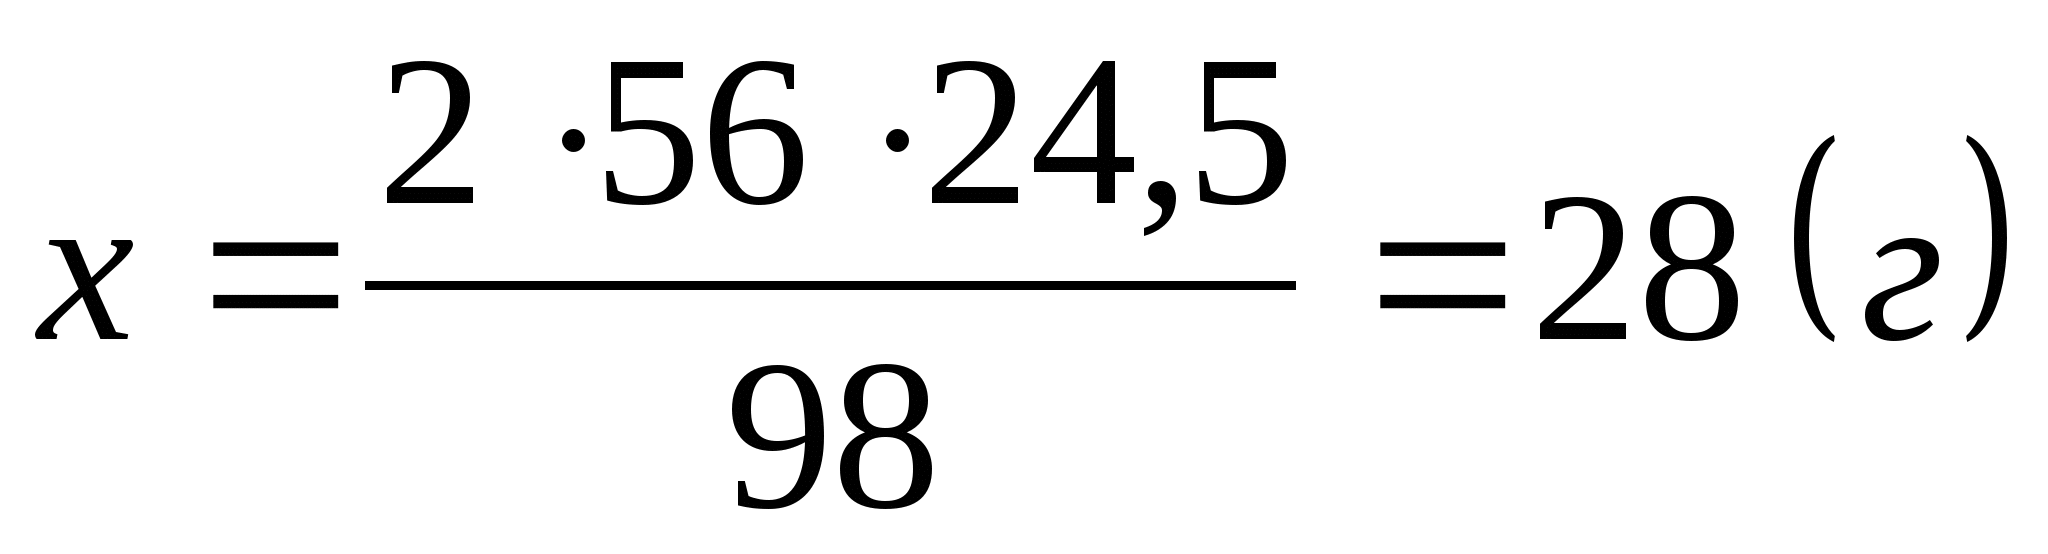 x = 2 · 56 · 24,5 / 98 = 28 (г)